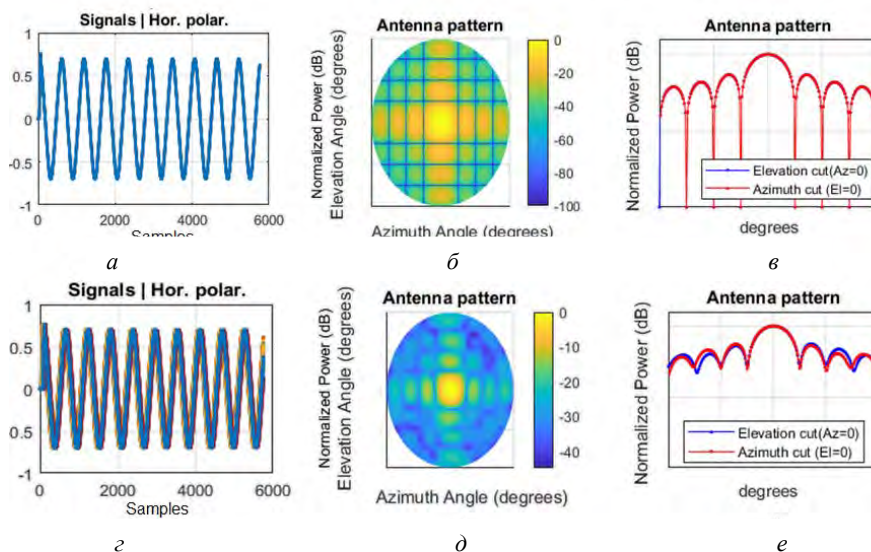 Signals | Hor. polar.
1
0.5
0
-0.5
-1
0
2000
4000
6000
Samples
а
Antenna pattern
Normalized Power (dB)
Elevation Angle (degrees)
Azimuth Angle (degrees)
0
-20
-40
-60
-80
-100
б
Antenna pattern
Normalized Power (dB)
Elevation cut(Az=0)
Azimuth cut (El=0)
degrees
в
Signals | Hor. polar.
1
0.5
0
-0.5
-1
0
2000
4000
6000
Samples
г
Antenna pattern
Normalized Power (dB)
Elevation Angle (degrees)
Azimuth Angle (degrees)
0
-10
-20
-30
-40
д
Antenna pattern
Normalized Power (dB)
Elevation cut(Az=0)
Azimuth cut (El=0)
degrees
е